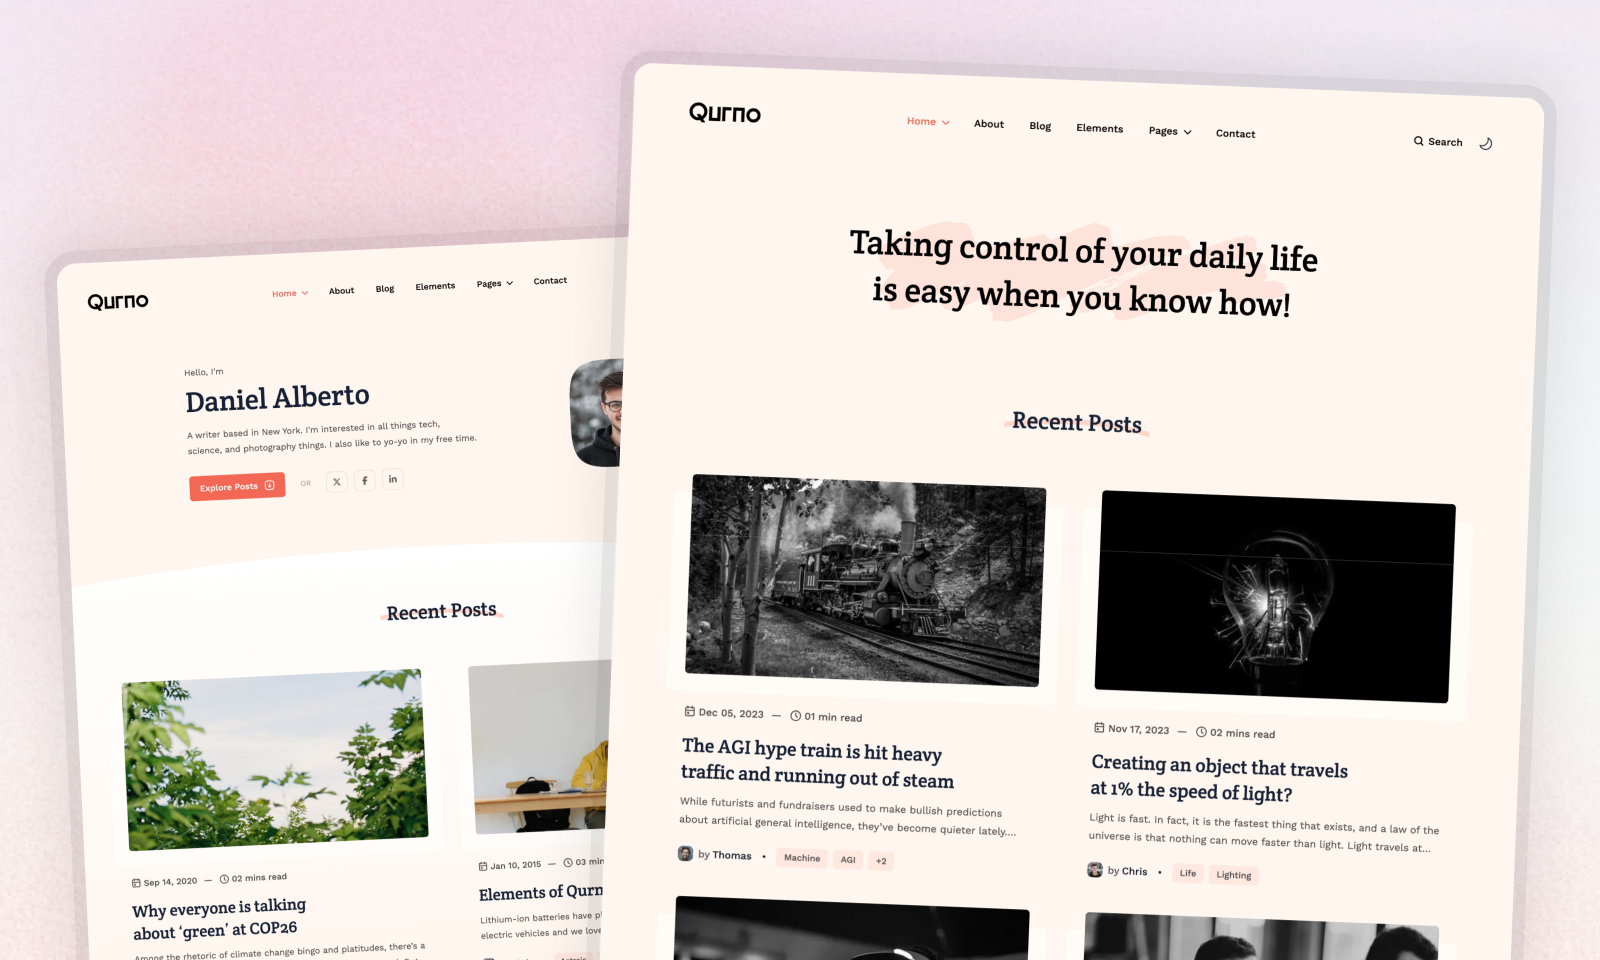 Qurno
Home
About
Blog
Elements
Pages
Contact
Hello, I'm
Daniel Alberto
A writer based in New York. I'm interested in all things tech,
science, and photography things. I also like to yo-yo in my free time.
Explore Posts
OR
Recent Posts
Sep 14, 2020 — 02 mins read
Why everyone is talking
about ‘green’ at COP26
Among the rhetoric of climate change bingo and platitudes, there's a
Jan 10, 2015 — 03 min
Elements of Qurn
Lithium-ion batteries have pl
electric vehicles and we love
Qurno
Home
About
Blog
Elements
Pages
Contact
Search
Taking control of your daily life
is easy when you know how!
Recent Posts
Dec 05, 2023 — 01 min read
The AGI hype train is hit heavy
traffic and running out of steam
While futurists and fundraisers used to make bullish predictions
about artificial general intelligence, they've become quieter lately....
by Thomas • Machine AGI +2
Nov 17, 2023 — 02 mins read
Creating an object that travels
at 1% the speed of light?
Light is fast. In fact, it is the fastest thing that exists, and a law of the
universe is that nothing can move faster than light. Light travels at...
by Chris • Life Lighting